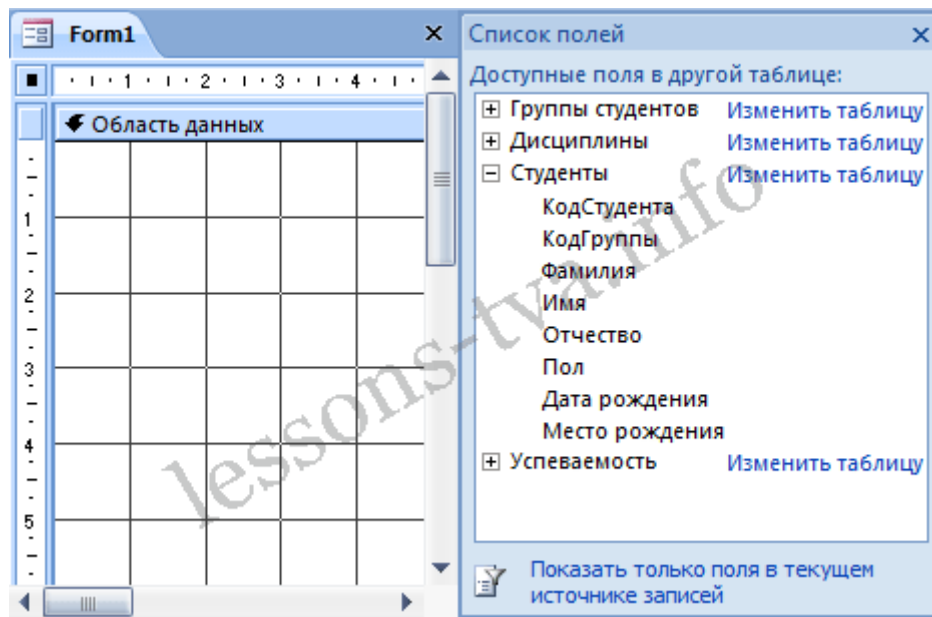 Form1
1 2 3 4
Область данных
1
2
3
4
5
Список полей
Доступные поля в другой таблице:
Группы студентов Изменить таблицу
Дисциплины Изменить таблицу
Студенты Изменить таблицу
КодСтудента
КодГруппы
Фамилия
Имя
Отчество
Пол
Дата рождения
Место рождения
Успеваемость Изменить таблицу
Показать только поля в текущем
источнике записей
lessons-tva.info